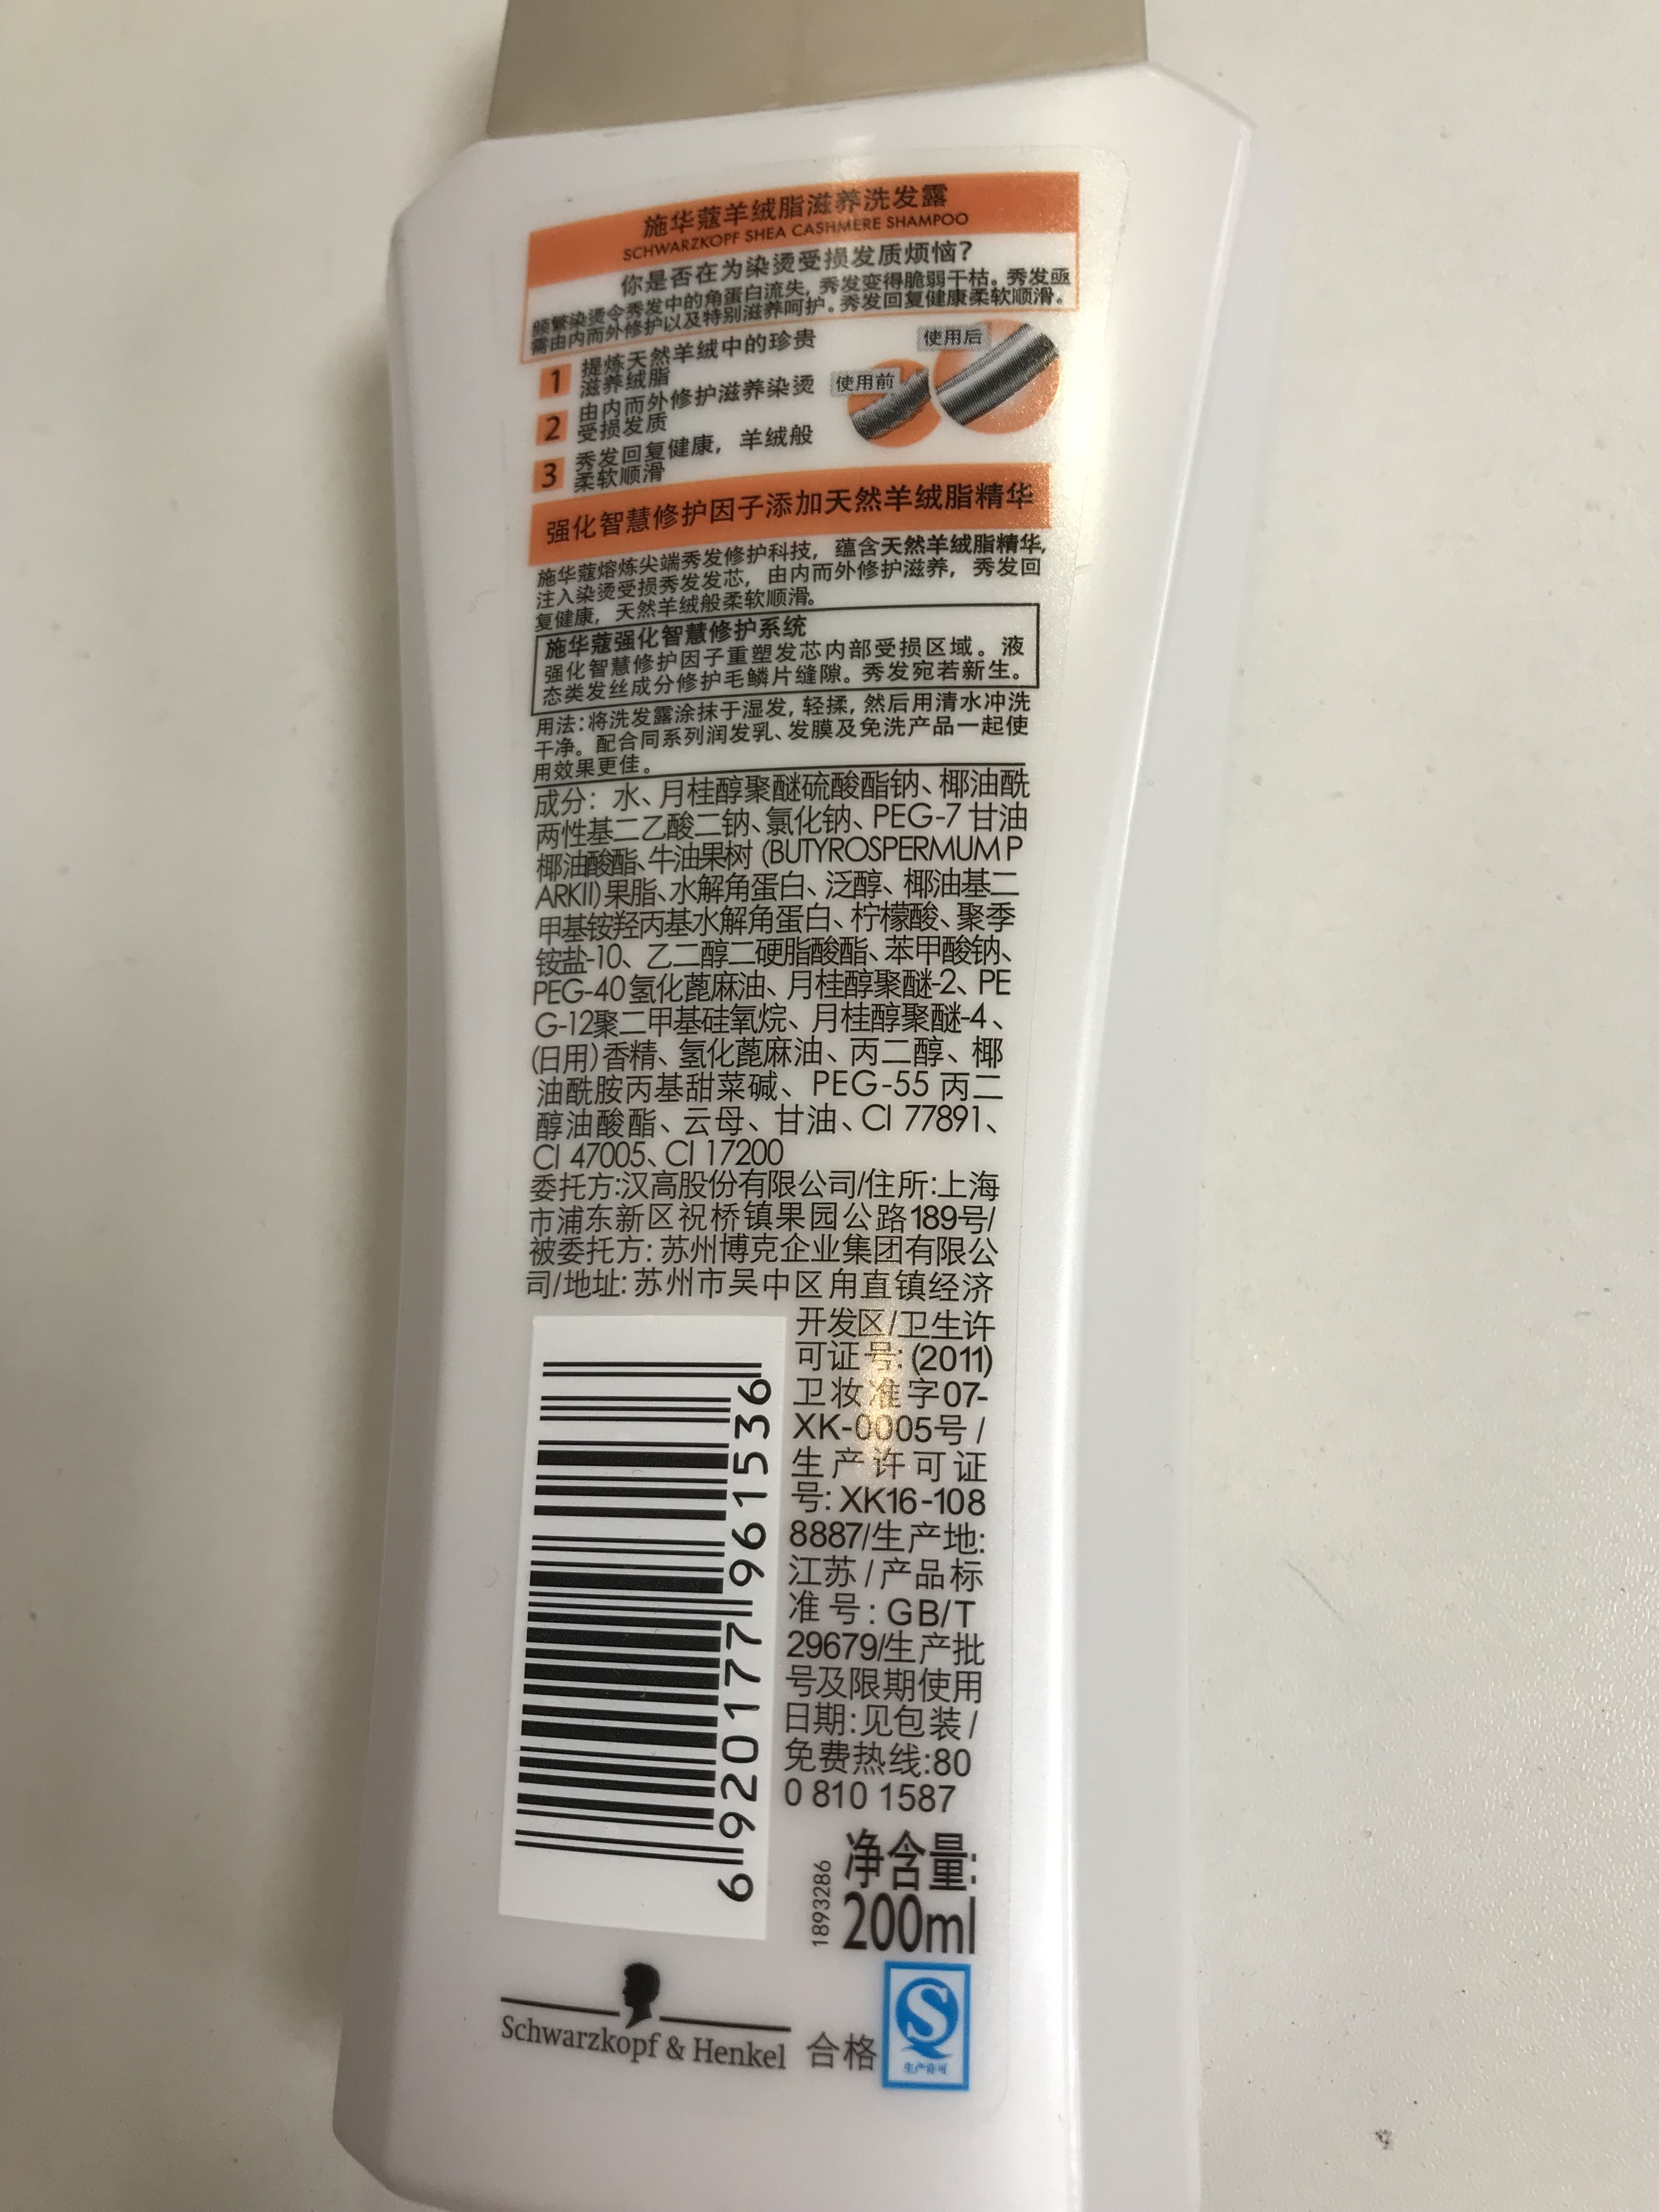 施华蔻羊绒脂滋养洗发露
SCHWARZKOPF SHEA CASHMERE SHAMPOO
你是否在为染烫受损发质烦恼?
频繁染烫令秀发中的角蛋白流失, 秀发变得脆弱干枯。秀发亟
需由内而外修护以及特别滋养呵护。秀发回复健康柔软顺滑。
1 提炼天然羊绒中的珍贵
滋养绒脂
2 由内而外修护滋养染烫
受损发质
3 秀发回复健康, 羊绒般
柔软顺滑
使用前
使用后
强化智慧修护因子添加天然羊绒脂精华
施华蔻熔炼尖端秀发修护科技, 蕴含天然羊绒脂精华,
注入染烫受损秀发发芯, 由内而外修护滋养, 秀发回
复健康, 天然羊绒般柔软顺滑。
施华蔻强化智慧修护系统
强化智慧修护因子重塑发芯内部受损区域。液
态类发丝成分修护毛鳞片缝隙。秀发宛若新生。
用法:将洗发露涂抹于湿发, 轻揉, 然后用清水冲洗
干净。配合同系列润发乳、发膜及免洗产品一起使
用效果更佳。
成分: 水、月桂醇聚醚硫酸酯钠、椰油酰
两性基二乙酸二钠、氯化钠、PEG-7 甘油
椰油酸酯、牛油果树 (BUTYROSPERMUM P
ARKII) 果脂、水解角蛋白、泛醇、椰油基二
甲基铵羟丙基水解角蛋白、柠檬酸、聚季
铵盐-10、乙二醇二硬脂酸酯、苯甲酸钠、
PEG-40 氢化蓖麻油、月桂醇聚醚-2、PE
G-12聚二甲基硅氧烷、月桂醇聚醚-4、
(日用) 香精、氢化蓖麻油、丙二醇、椰
油酰胺丙基甜菜碱、PEG-55 丙二
醇油酸酯、云母、甘油、CI 77891、
CI 47005、CI 17200
委托方:汉高股份有限公司/住所:上海
市浦东新区祝桥镇果园公路189号/
被委托方: 苏州博克企业集团有限公
司/地址: 苏州市吴中区甪直镇经济
开发区/卫生许
可证号: (2011)
卫妆准字07-
XK-0005号 /
生产许可证
号: XK16-108
8887/生产地:
江苏 / 产品标
准号: GB/T
29679/生产批
号及限期使用
日期:见包装 /
免费热线:80
0 810 1587
6 920177 961536
1893286
净含量:
200ml
Schwarzkopf & Henkel
合格
生产许可